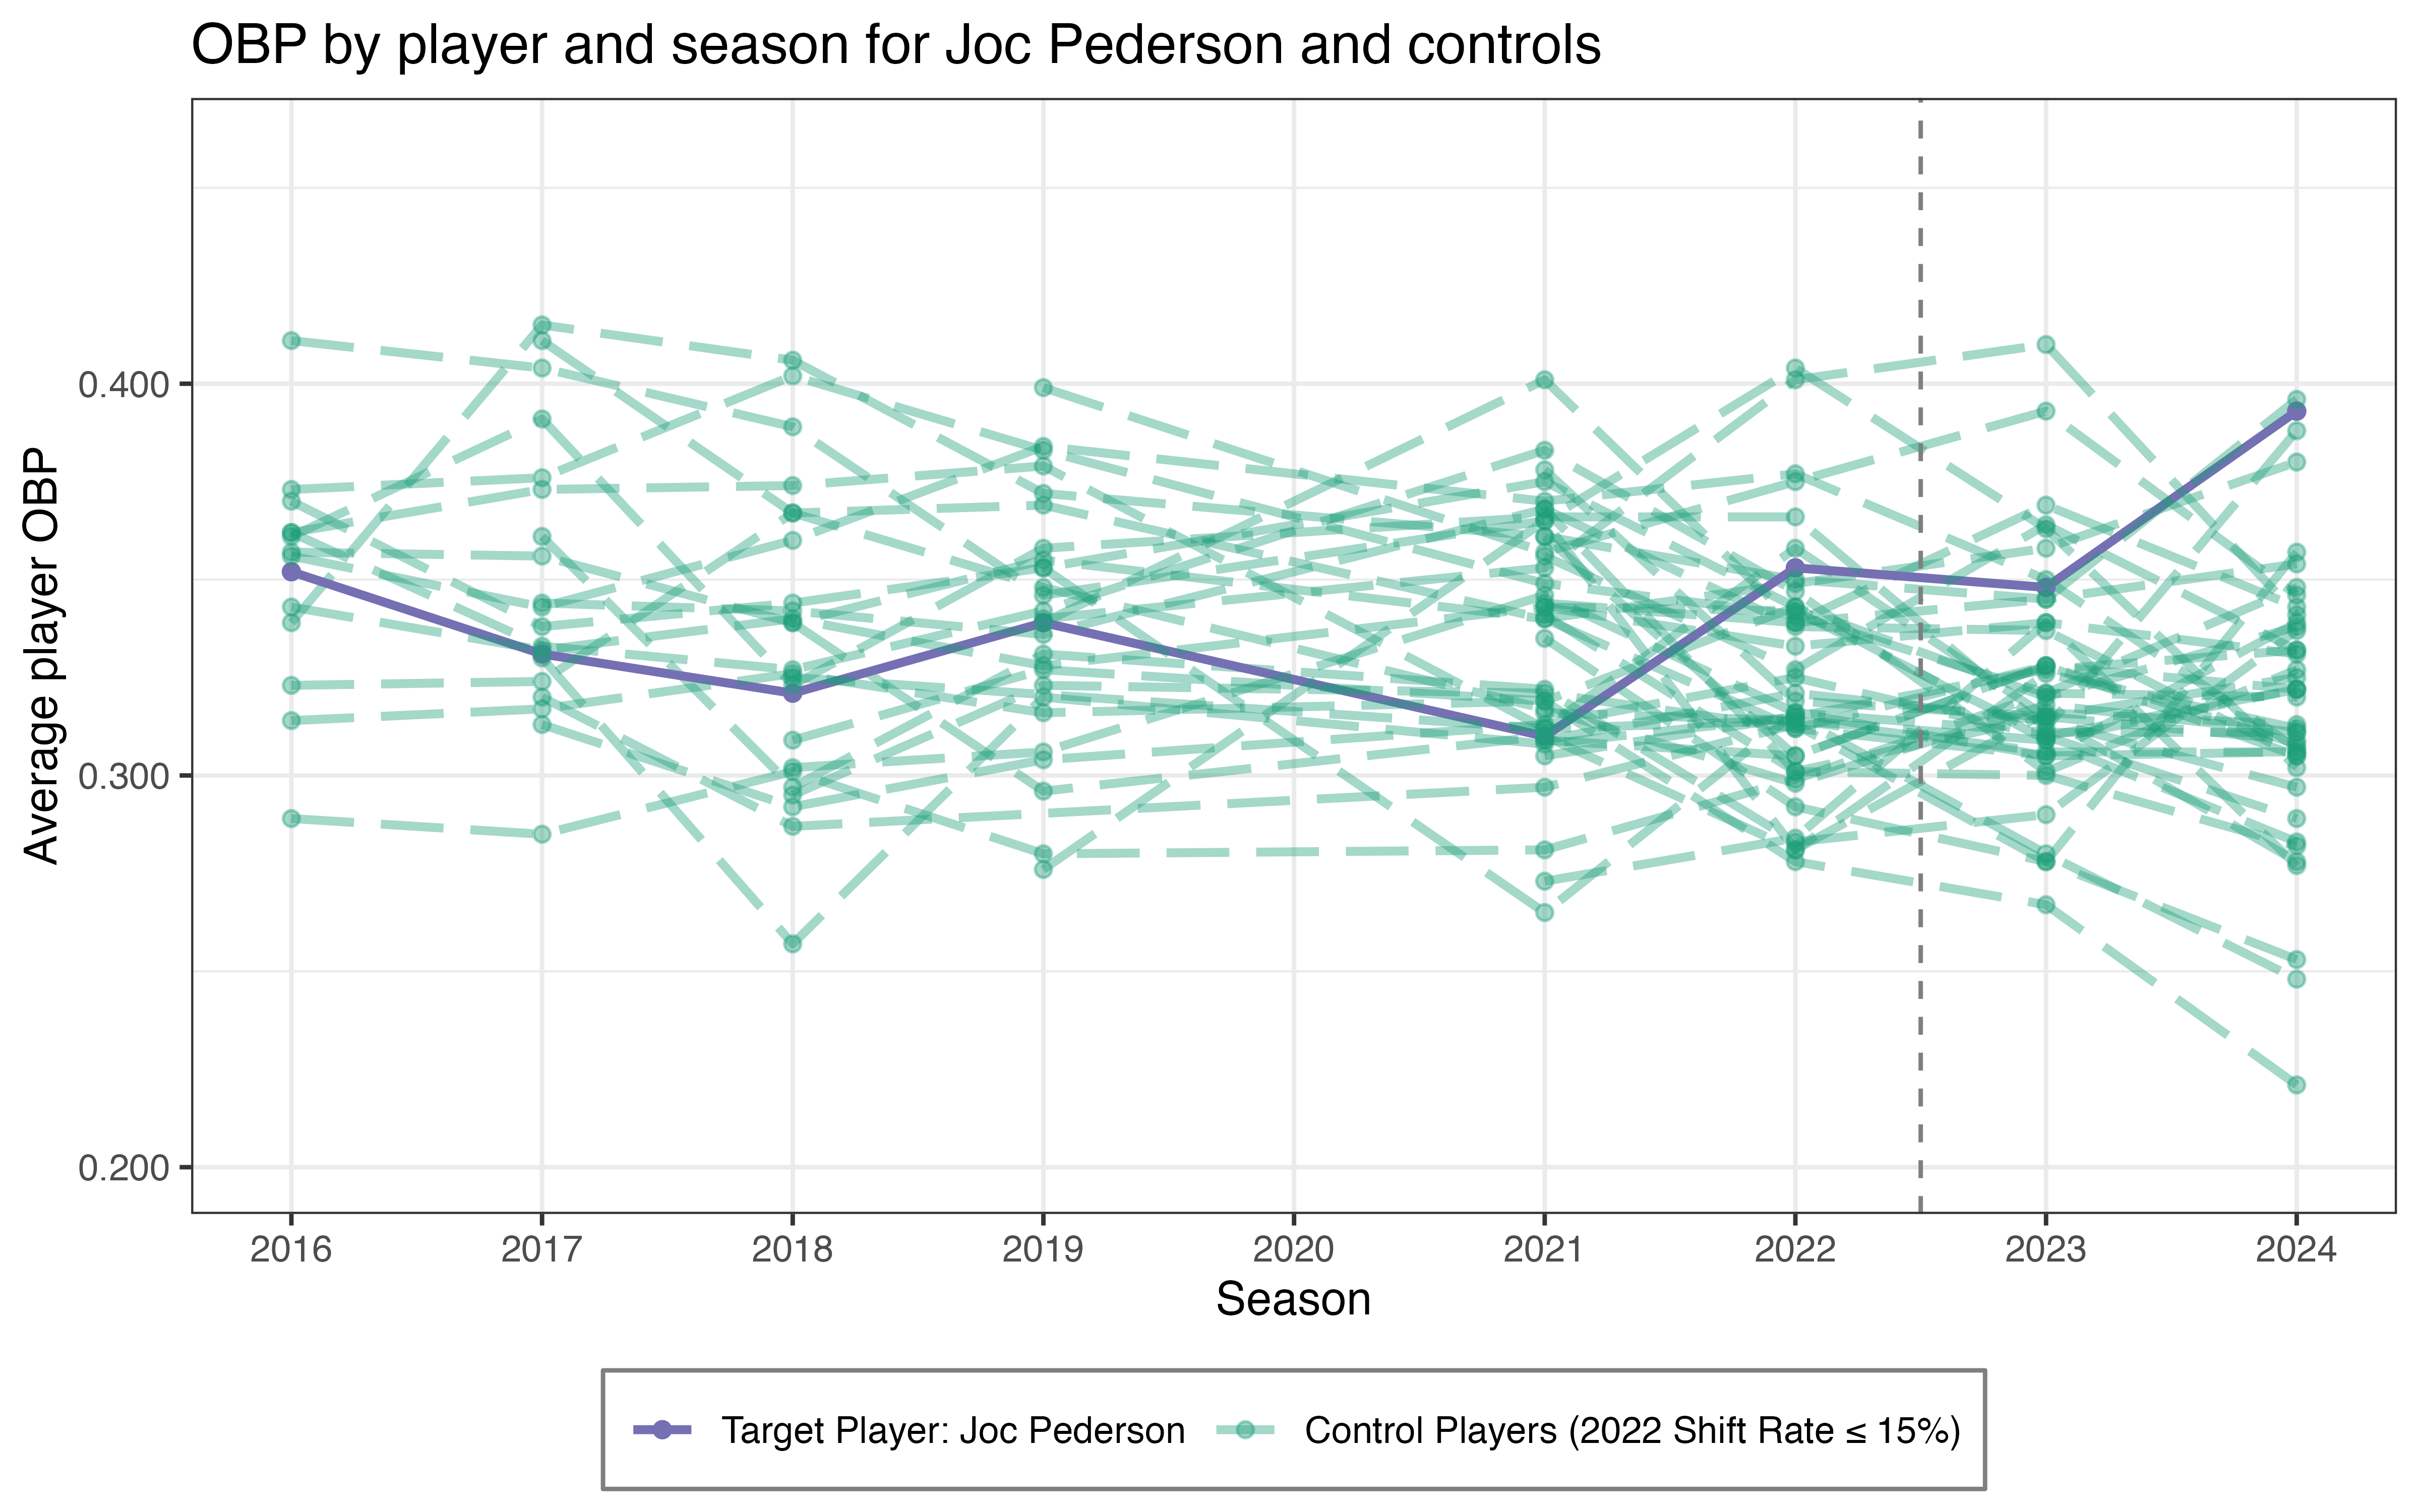 OBP by player and season for Joc Pederson and controls
Average player OBP
0.400
0.300
0.200
2016 2017 2018 2019 2020 2021 2022 2023 2024
Season
Target Player: Joc Pederson Control Players (2022 Shift Rate ≤ 15%)